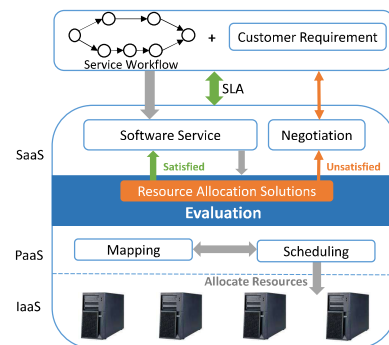 +
Customer Requirement
Service Workflow
SLA
Software Service
Negotiation
SaaS
Satisfied
Unsatisfied
Resource Allocation Solutions
Evaluation
PaaS
Mapping
Scheduling
Allocate Resources
IaaS